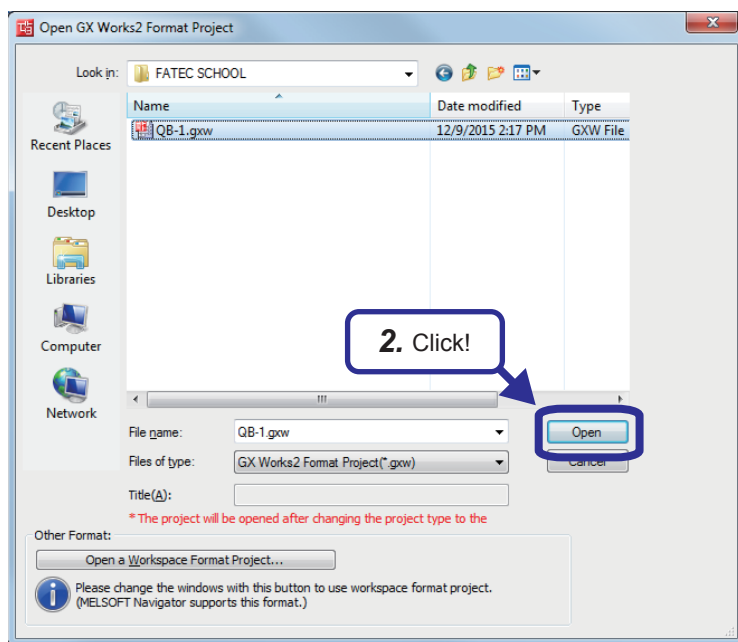 Open GX Works2 Format Project
Look in: FATEC SCHOOL
Name Date modified Type
QB-1.gxw 12/9/2015 2:17 PM GXW File
Recent Places
Desktop
Libraries
Computer
Network
2. Click!
File name: QB-1.gxw Open
Files of type: GX Works2 Format Project(*.gxw) Cancel
Title(A):
* The project will be opened after changing the project type to the
Other Format:
Open a Workspace Format Project...
Please change the windows with this button to use workspace format project.
(MELSOFT Navigator supports this format.)